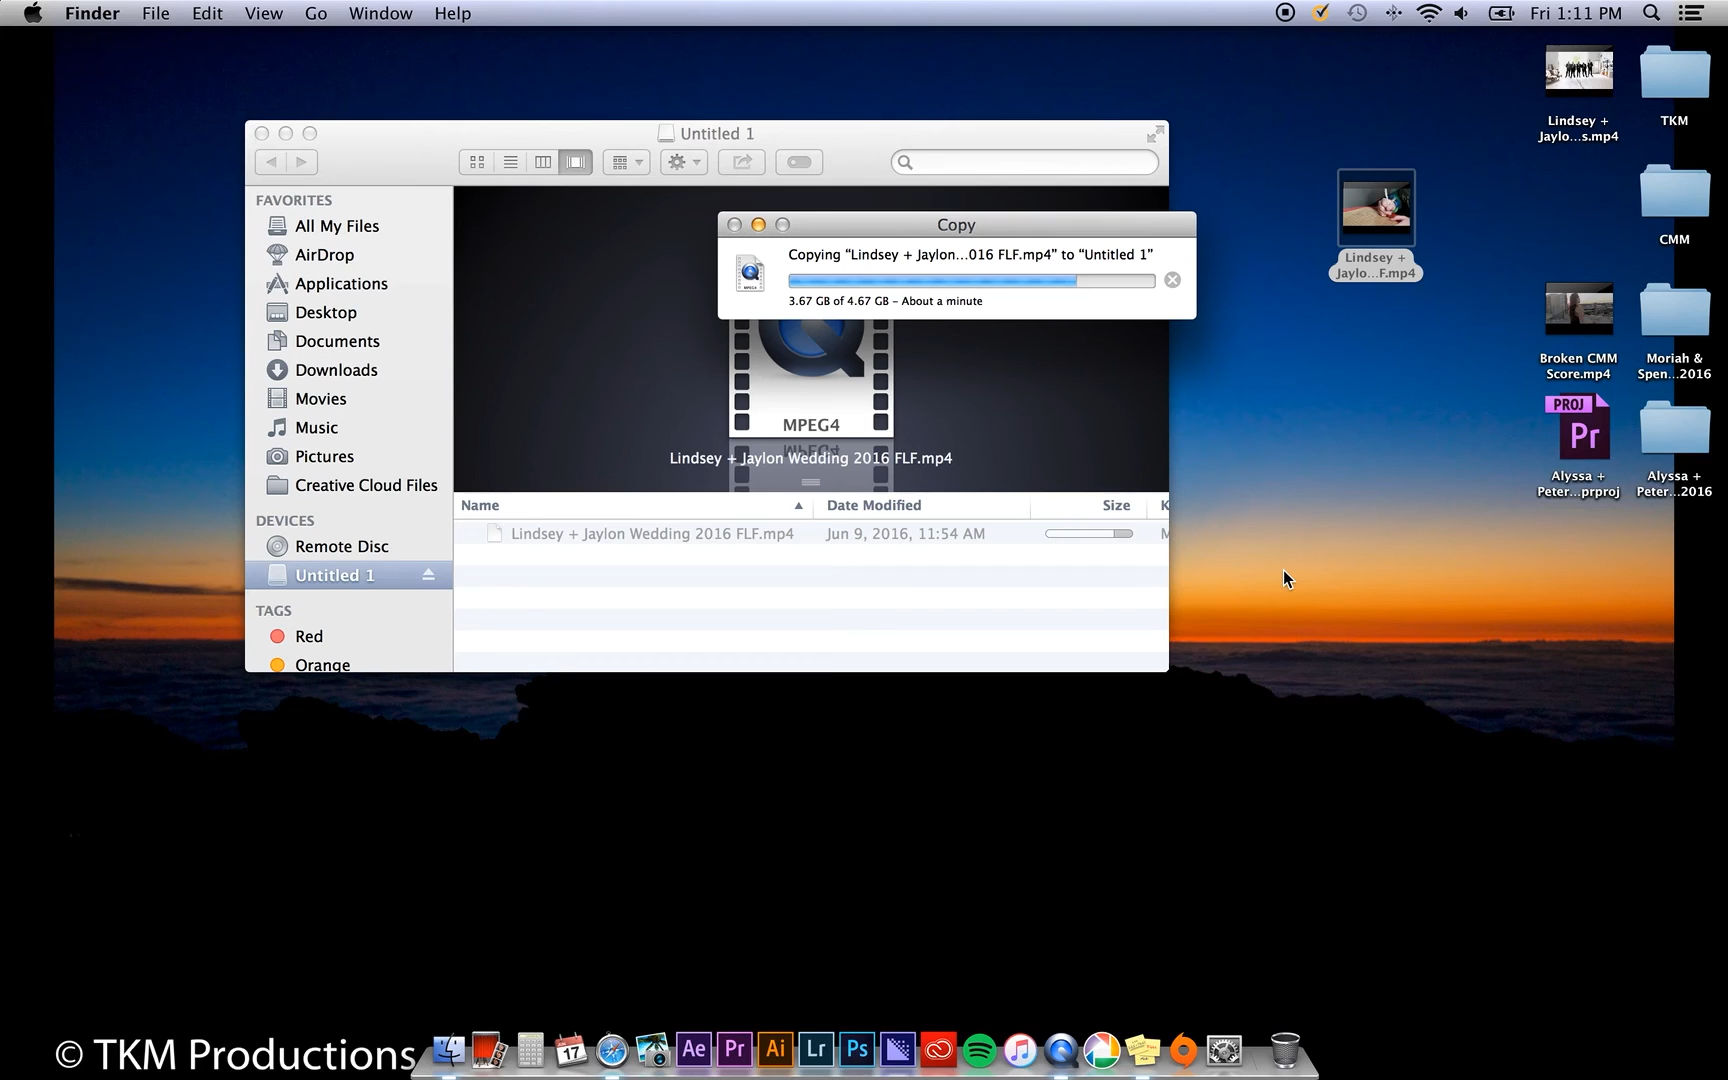 Finder File Edit View Go Window Help Fri 1:11 PM
Untitled 1
FAVORITES
All My Files
AirDrop
Applications
Desktop
Documents
Downloads
Movies
Music
Pictures
Creative Cloud Files
DEVICES
Remote Disc
Untitled 1
TAGS
Red
Orange
Copy
Copying “Lindsey + Jaylon...016 FLF.mp4” to “Untitled 1”
3.67 GB of 4.67 GB – About a minute
MPEG4
Lindsey + Jaylon Wedding 2016 FLF.mp4
Name Date Modified Size K
Lindsey + Jaylon Wedding 2016 FLF.mp4 Jun 9, 2016, 11:54 AM M
Lindsey +
Jaylo...F.mp4
Lindsey +
Jaylo...s.mp4
TKM
CMM
Broken CMM
Score.mp4
Moriah &
Spen...2016
PROJ
Pr
Alyssa +
Peter...prproj
Alyssa +
Peter...2016
© TKM Productions
17 Ae Pr Ai Lr Ps